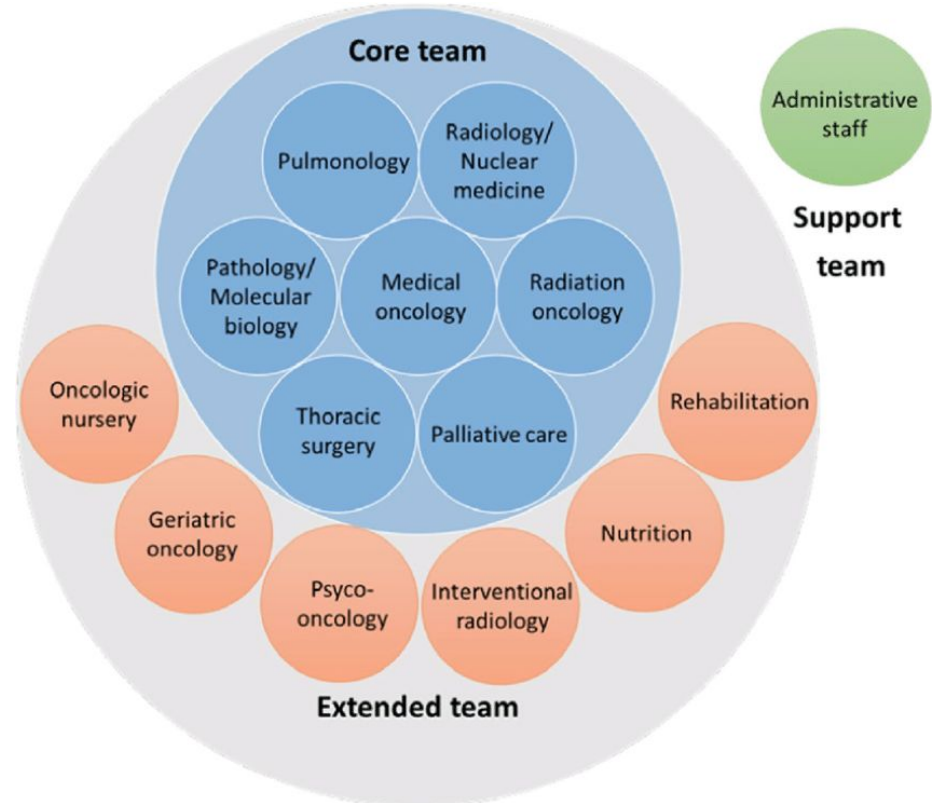 Core team
Administrative
staff
Support
team
Pulmonology
Radiology/
Nuclear
medicine
Pathology/
Molecular
biology
Medical
oncology
Radiation
oncology
Thoracic
surgery
Palliative care
Oncologic
nursery
Rehabilitation
Geriatric
oncology
Nutrition
Psyco-
oncology
Interventional
radiology
Extended team